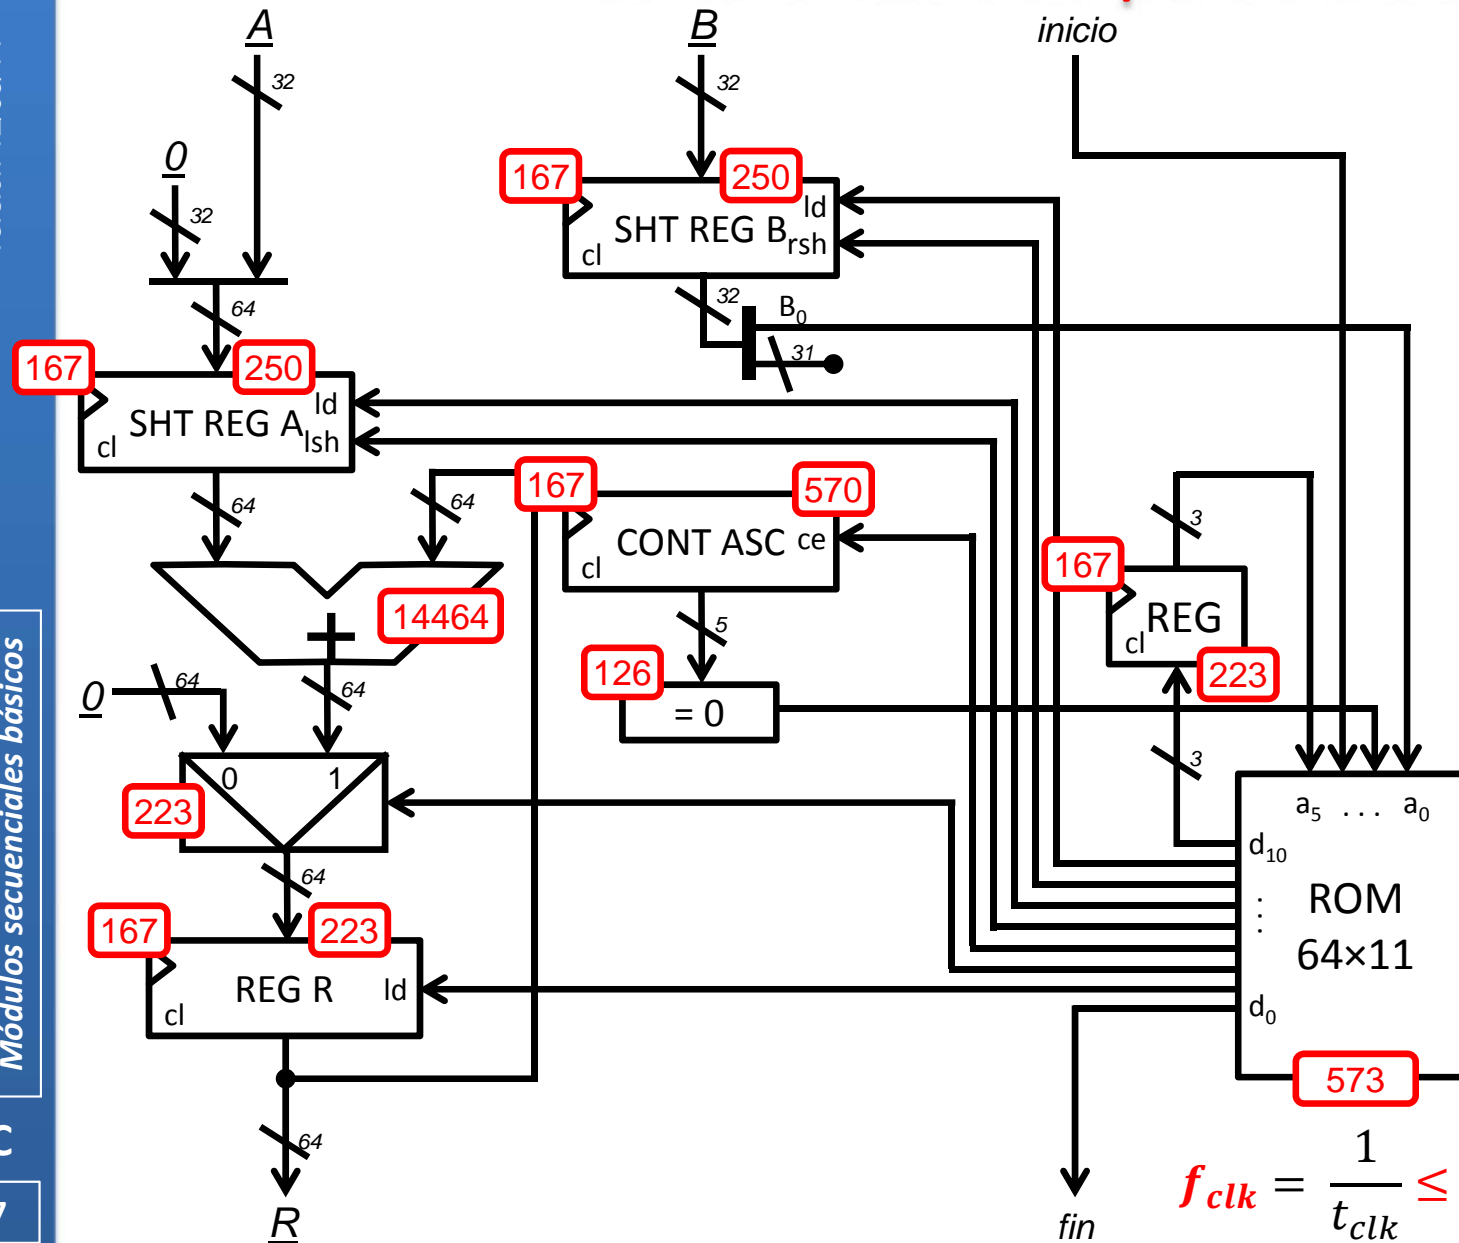 A
B
inicio
32
32
0
32
167
250
ld
SHT REG B
rsh
cl
64
32
B0
31
167
250
ld
SHT REG A
lsh
cl
64
64
167
570
CONT ASC
ce
cl
3
167
REG
cl
223
14464
+
5
126
= 0
0
64
64
3
0
1
223
a5 ... a0
d10
ROM
64×11
d0
573
64
167
223
REG R
ld
cl
64
R
fin
fclk = 1 / tclk ≤
Módulos secuenciales básicos
C
7